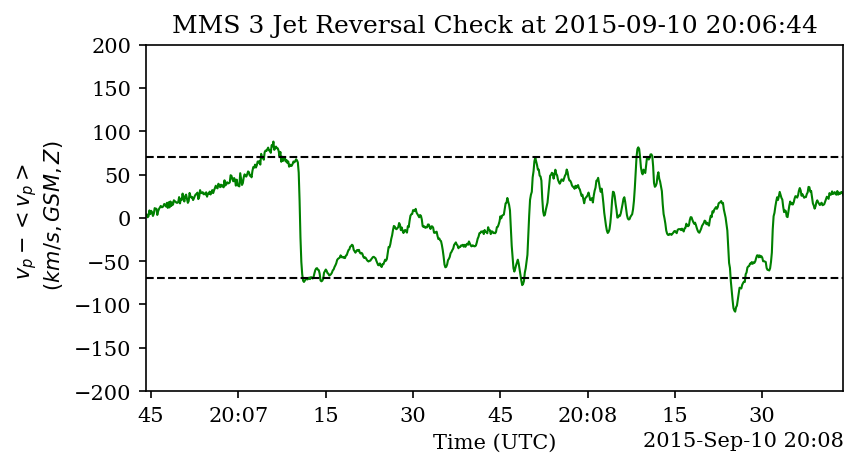 MMS 3 Jet Reversal Check at 2015-09-10 20:06:44
v_p − < v_p >
(km/s, GSM, Z)
200
150
100
50
0
−50
−100
−150
−200
45 20:07 15 30 45 20:08 15 30
Time (UTC) 2015-Sep-10 20:08